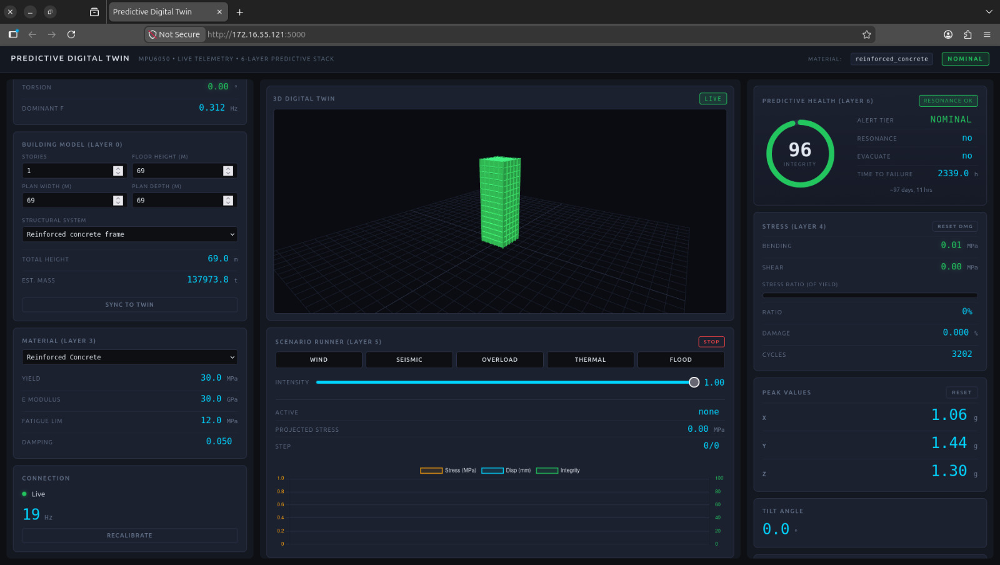 Predictive Digital Twin
Not Secure http://172.16.55.121:5000
PREDICTIVE DIGITAL TWIN MPU6050 • LIVE TELEMETRY • 6-LAYER PREDICTIVE STACK MATERIAL: reinforced_concrete NOMINAL
TORSION 0.00 °
DOMINANT F 0.312 Hz
BUILDING MODEL (LAYER 0)
STORIES FLOOR HEIGHT (M)
1 69
PLAN WIDTH (M) PLAN DEPTH (M)
69 69
STRUCTURAL SYSTEM
Reinforced concrete frame
TOTAL HEIGHT 69.0 m
EST. MASS 137973.8 t
SYNC TO TWIN
MATERIAL (LAYER 3)
Reinforced Concrete
YIELD 30.0 MPa
E MODULUS 30.0 GPa
FATIGUE LIM 12.0 MPa
DAMPING 0.050
CONNECTION
Live
19 Hz
RECALIBRATE
3D DIGITAL TWIN LIVE
SCENARIO RUNNER (LAYER 5) STOP
WIND SEISMIC OVERLOAD THERMAL FLOOD
INTENSITY 1.00
ACTIVE none
PROJECTED STRESS 0.00 MPa
STEP 0/0
Stress (MPa) Disp (mm) Integrity
1.0 100
0.8 80
0.6 60
0.4 40
0.2 20
0 0
PREDICTIVE HEALTH (LAYER 6) RESONANCE OK
96
INTEGRITY
ALERT TIER NOMINAL
RESONANCE no
EVACUATE no
TIME TO FAILURE 2339.0 h
~97 days, 11 hrs
STRESS (LAYER 4) RESET DMG
BENDING 0.01 MPa
SHEAR 0.00 MPa
STRESS RATIO (OF YIELD)
RATIO 0%
DAMAGE 0.000 %
CYCLES 3202
PEAK VALUES RESET
X 1.06 g
Y 1.44 g
Z 1.30 g
TILT ANGLE
0.0 °